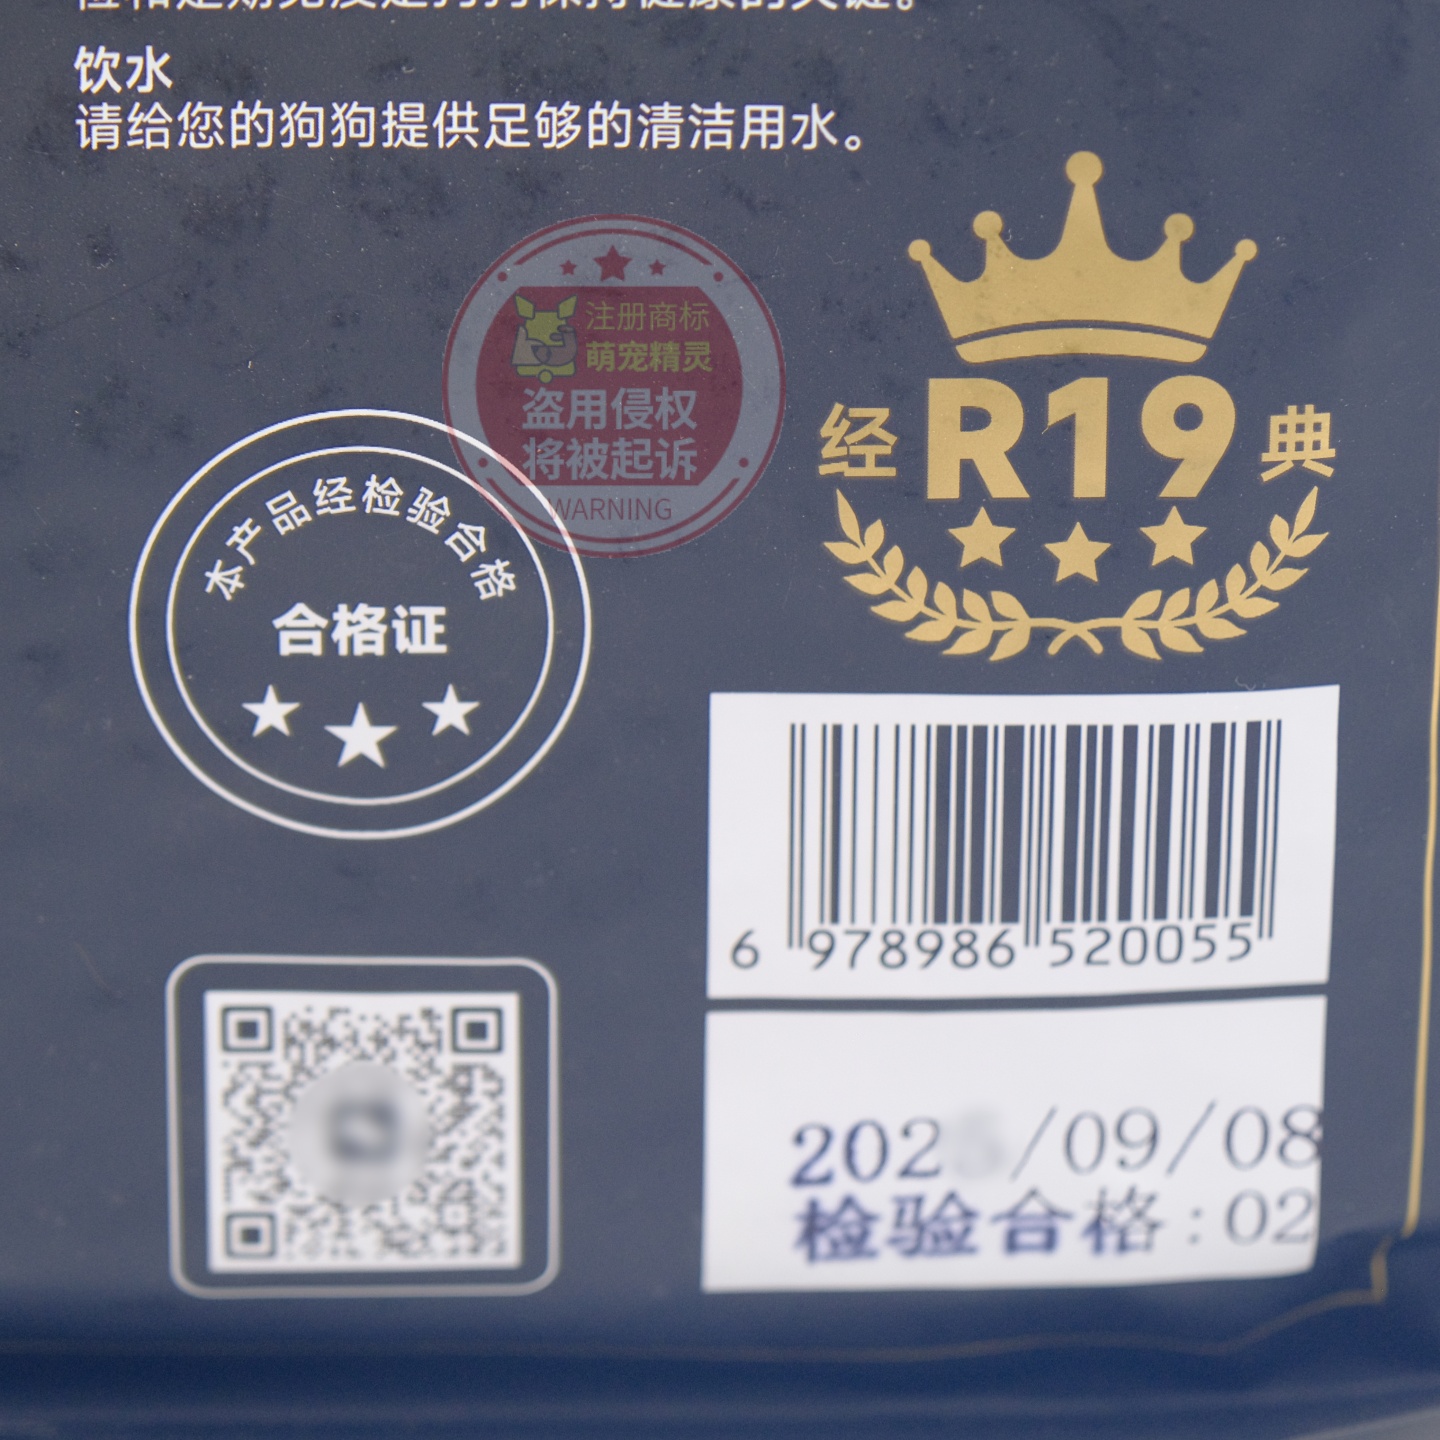 饮水
请给您的狗狗提供足够的清洁用水。
注册商标
萌宠精灵
盗用侵权
将被起诉
WARNING
经 R19 典
本产品经检验合格
合格证
6 978986 520055
202 /09/08
检验合格:02